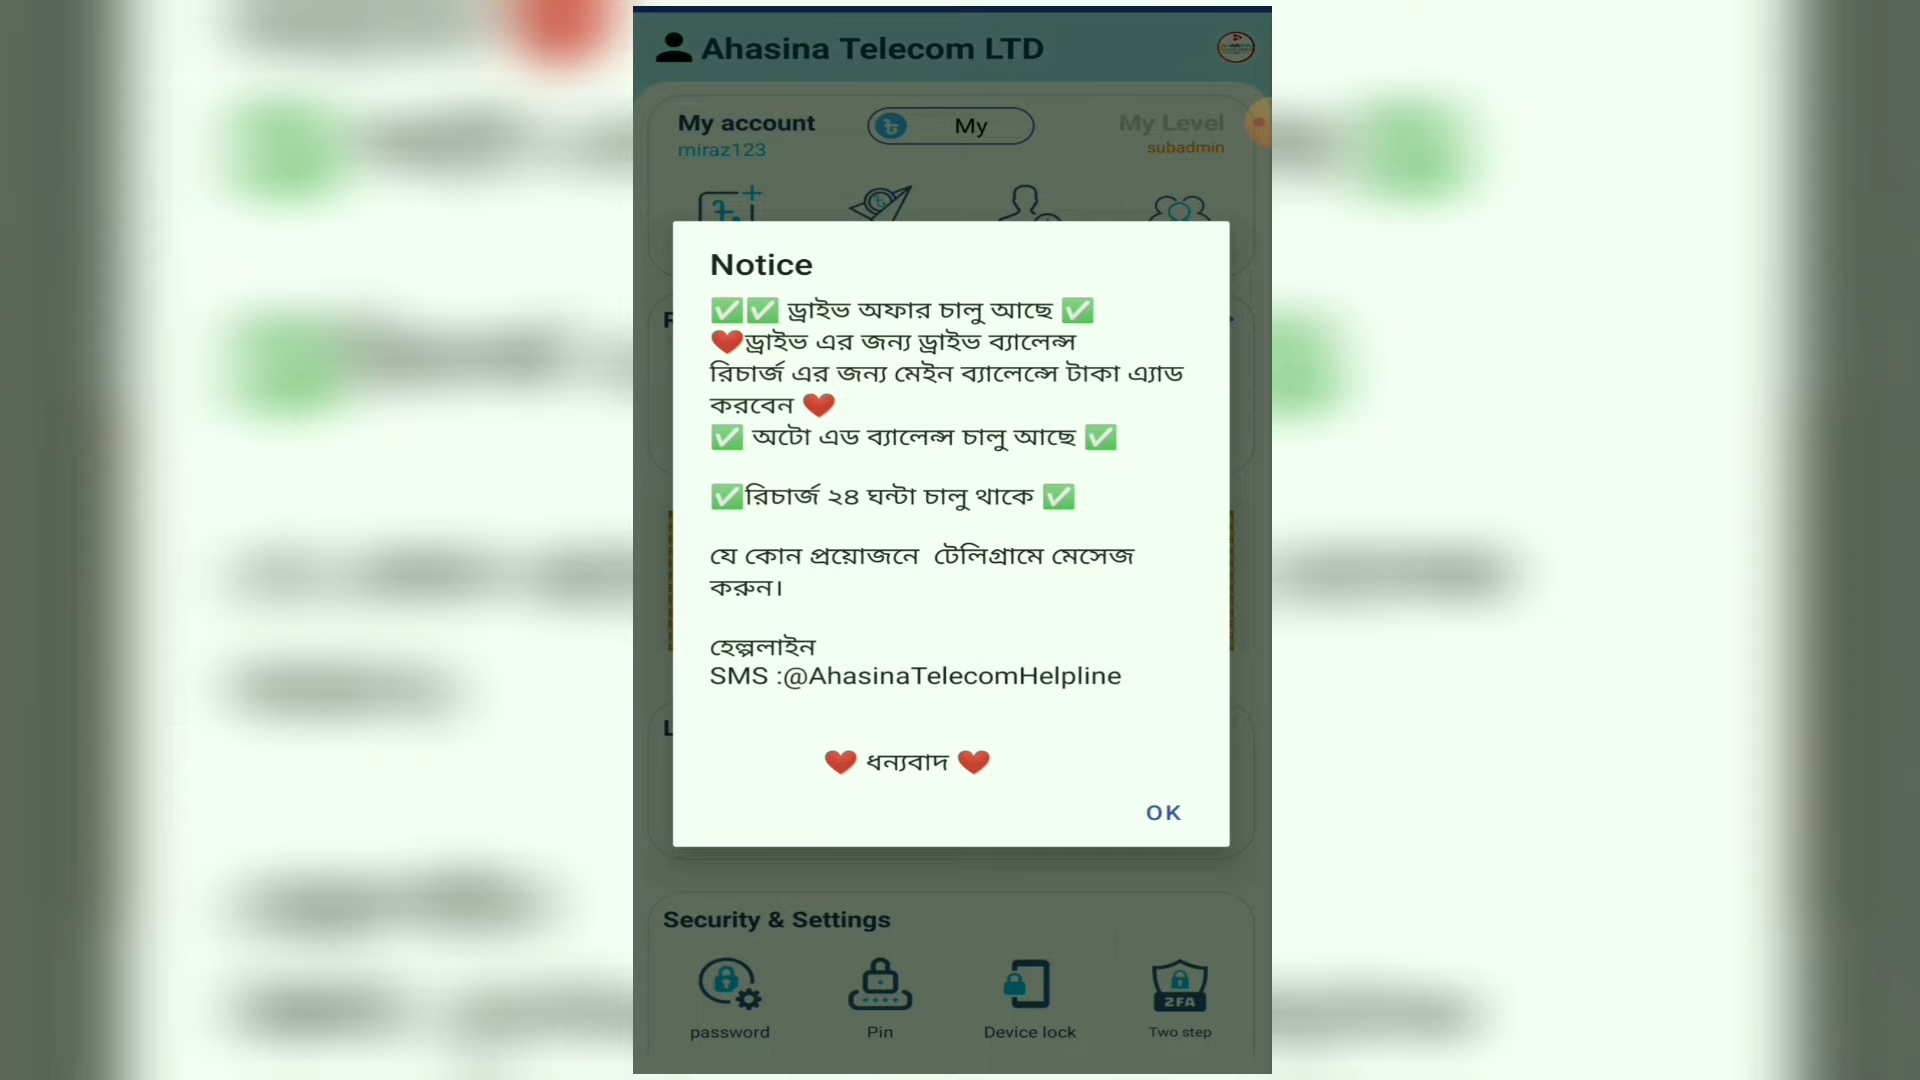 Ahasina Telecom LTD
My account
My
My Level
miraz123
subadmin
Notice
✅✅ ড্রাইভ অফার চালু আছে ✅
❤️ড্রাইভ এর জন্য ড্রাইভ ব্যালেন্স
রিচার্জ এর জন্য মেইন ব্যালেন্সে টাকা এ্যাড
করবেন ❤️
✅ অটো এড ব্যালেন্স চালু আছে ✅
✅রিচার্জ ২৪ ঘন্টা চালু থাকে ✅
যে কোন প্রয়োজনে টেলিগ্রামে মেসেজ
করুন।
হেল্পলাইন
SMS :@AhasinaTelecomHelpline
❤️ ধন্যবাদ ❤️
OK
Security & Settings
2FA
password
Pin
Device lock
Two step